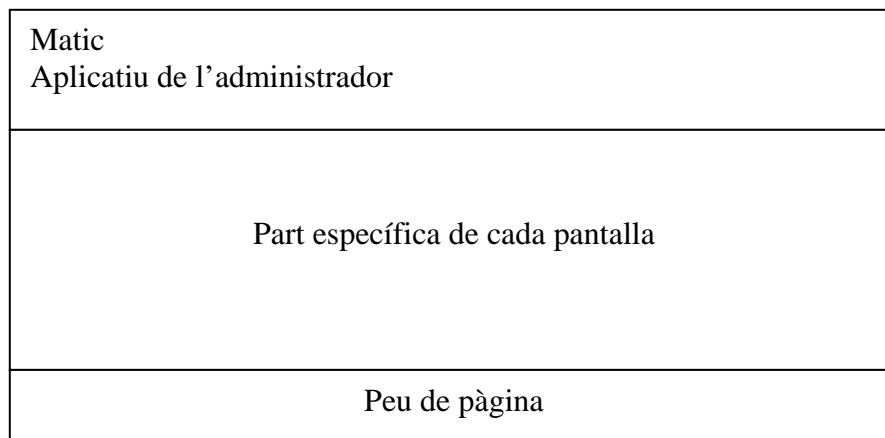 Matic
Aplicatiu de l’administrador
Part específica de cada pantalla
Peu de pàgina